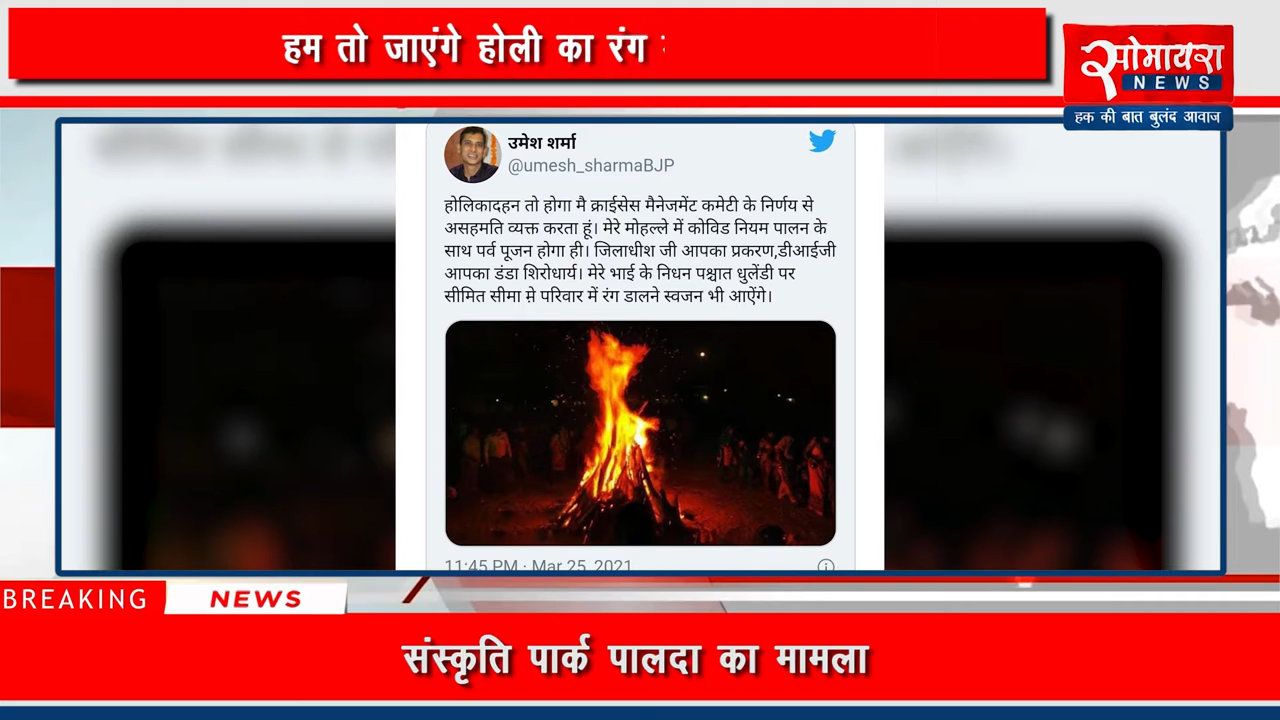 हम तो जाएंगे होली का रंग
सोमायरा
NEWS
हक की बात बुलंद आवाज
उमेश शर्मा
@umesh_sharmaBJP
होलिकादहन तो होगा मै क्राईसेस मैनेजमेंट कमेटी के निर्णय से
असहमति व्यक्त करता हूं। मेरे मोहल्ले में कोविड नियम पालन के
साथ पर्व पूजन होगा ही। जिलाधीश जी आपका प्रकरण,डीआईजी
आपका डंडा शिरोधार्य। मेरे भाई के निधन पश्चात धुलेंडी पर
सीमित सीमा मे़ परिवार में रंग डालने स्वजन भी आऐंगे।
11:45 PM · Mar 25, 2021
BREAKING NEWS
संस्कृति पार्क पालदा का मामला